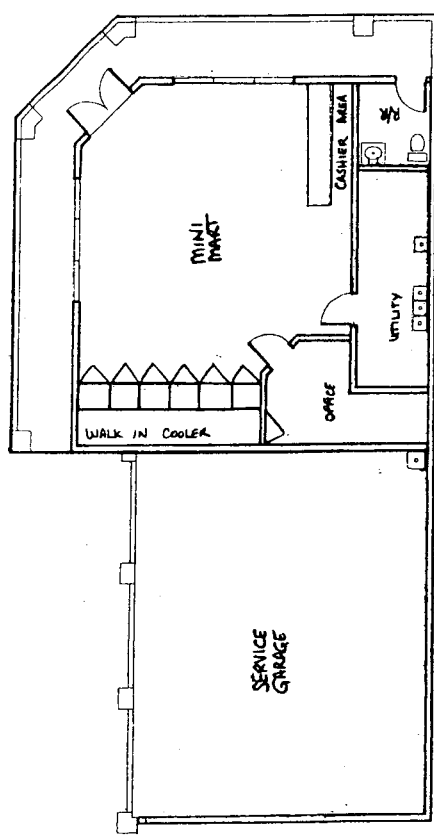 R/R
CASHIER AREA
MINI
MART
UTILITY
OFFICE
WALK IN COOLER
SERVICE
GARAGE